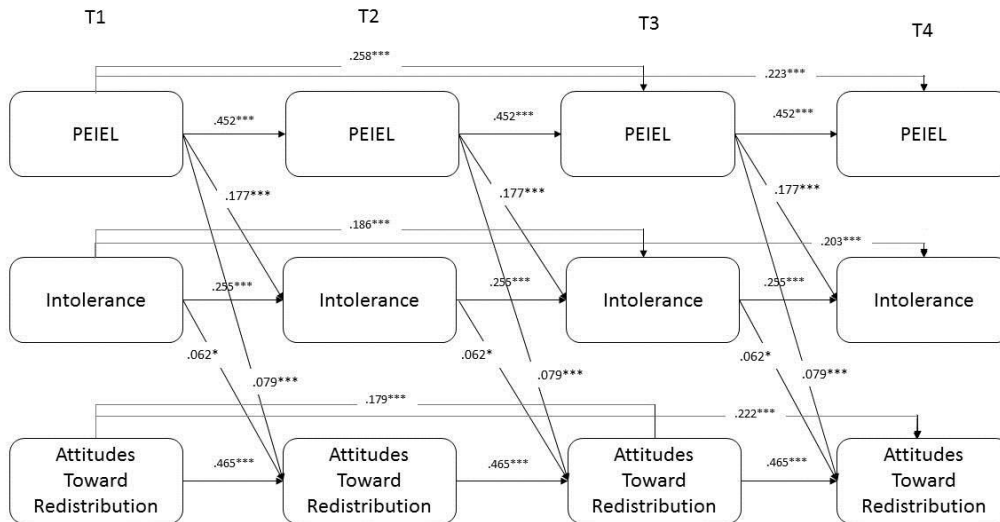 T1
T2
T3
T4
.258***
.223***
PEIEL
.452***
PEIEL
.452***
PEIEL
.452***
PEIEL
.177***
.177***
.177***
.186***
.203***
Intolerance
.255***
Intolerance
.255***
Intolerance
.255***
Intolerance
.062*
.062*
.062*
.079***
.079***
.079***
.179***
.222***
Attitudes
Toward
Redistribution
.465***
Attitudes
Toward
Redistribution
.465***
Attitudes
Toward
Redistribution
.465***
Attitudes
Toward
Redistribution